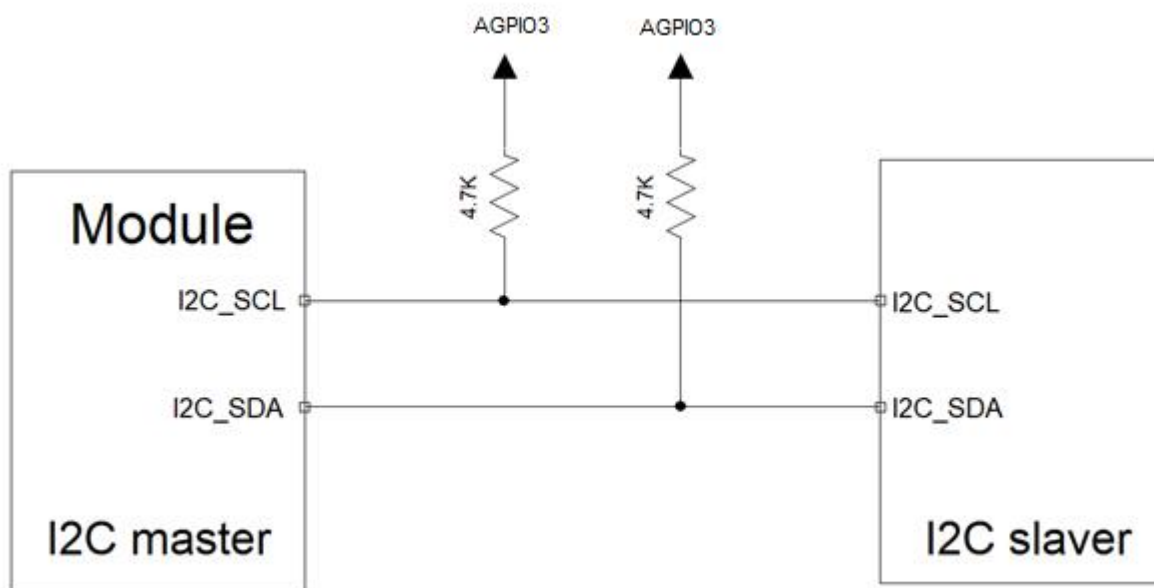 AGPIO3
AGPIO3
4.7K
4.7K
Module
I2C_SCL
I2C_SCL
I2C_SDA
I2C_SDA
I2C master
I2C slaver